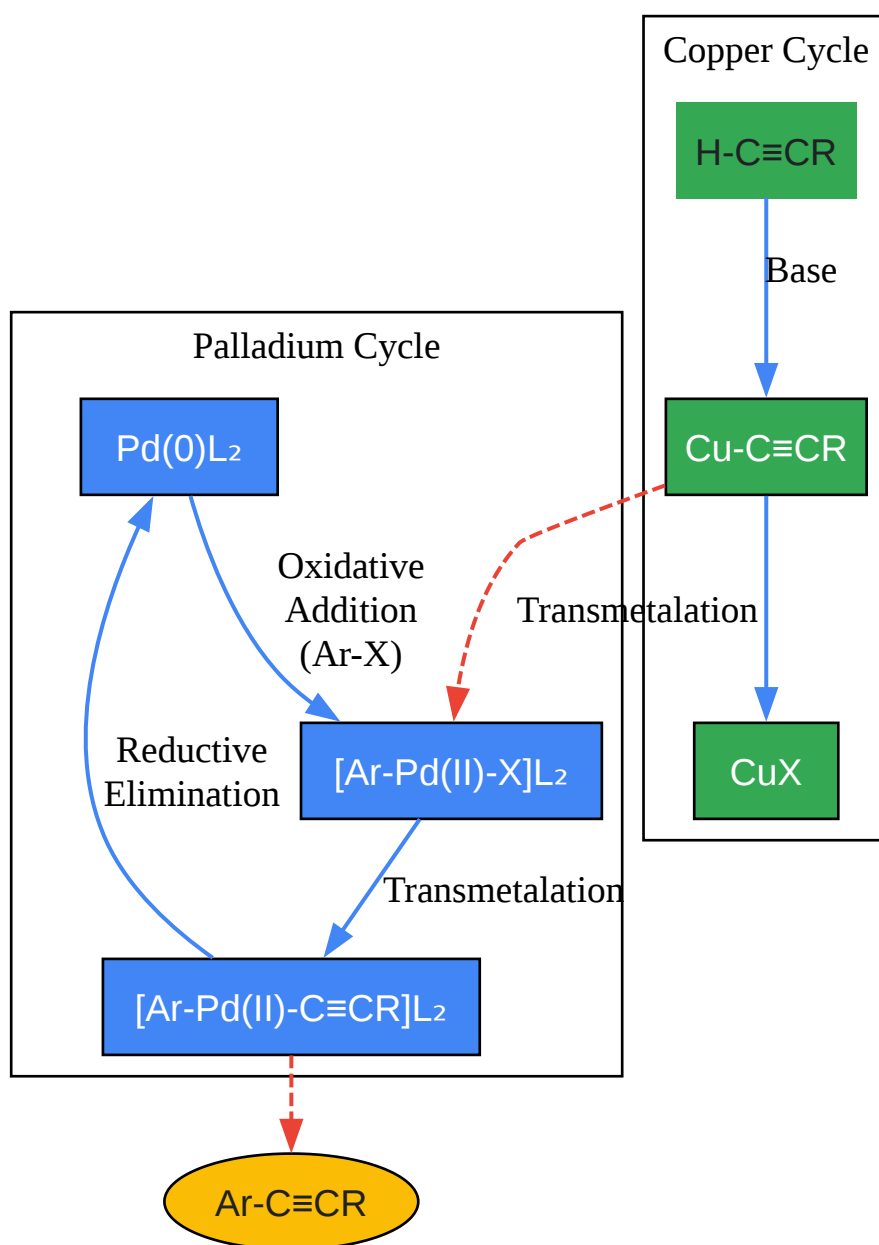 Copper Cycle
H-C≡CR
Base
Palladium Cycle
Pd(0)L₂
Cu-C≡CR
Oxidative
Addition
(Ar-X)
Transmetalation
Reductive
Elimination
[Ar-Pd(II)-X]L₂
CuX
Transmetalation
[Ar-Pd(II)-C≡CR]L₂
Ar-C≡CR